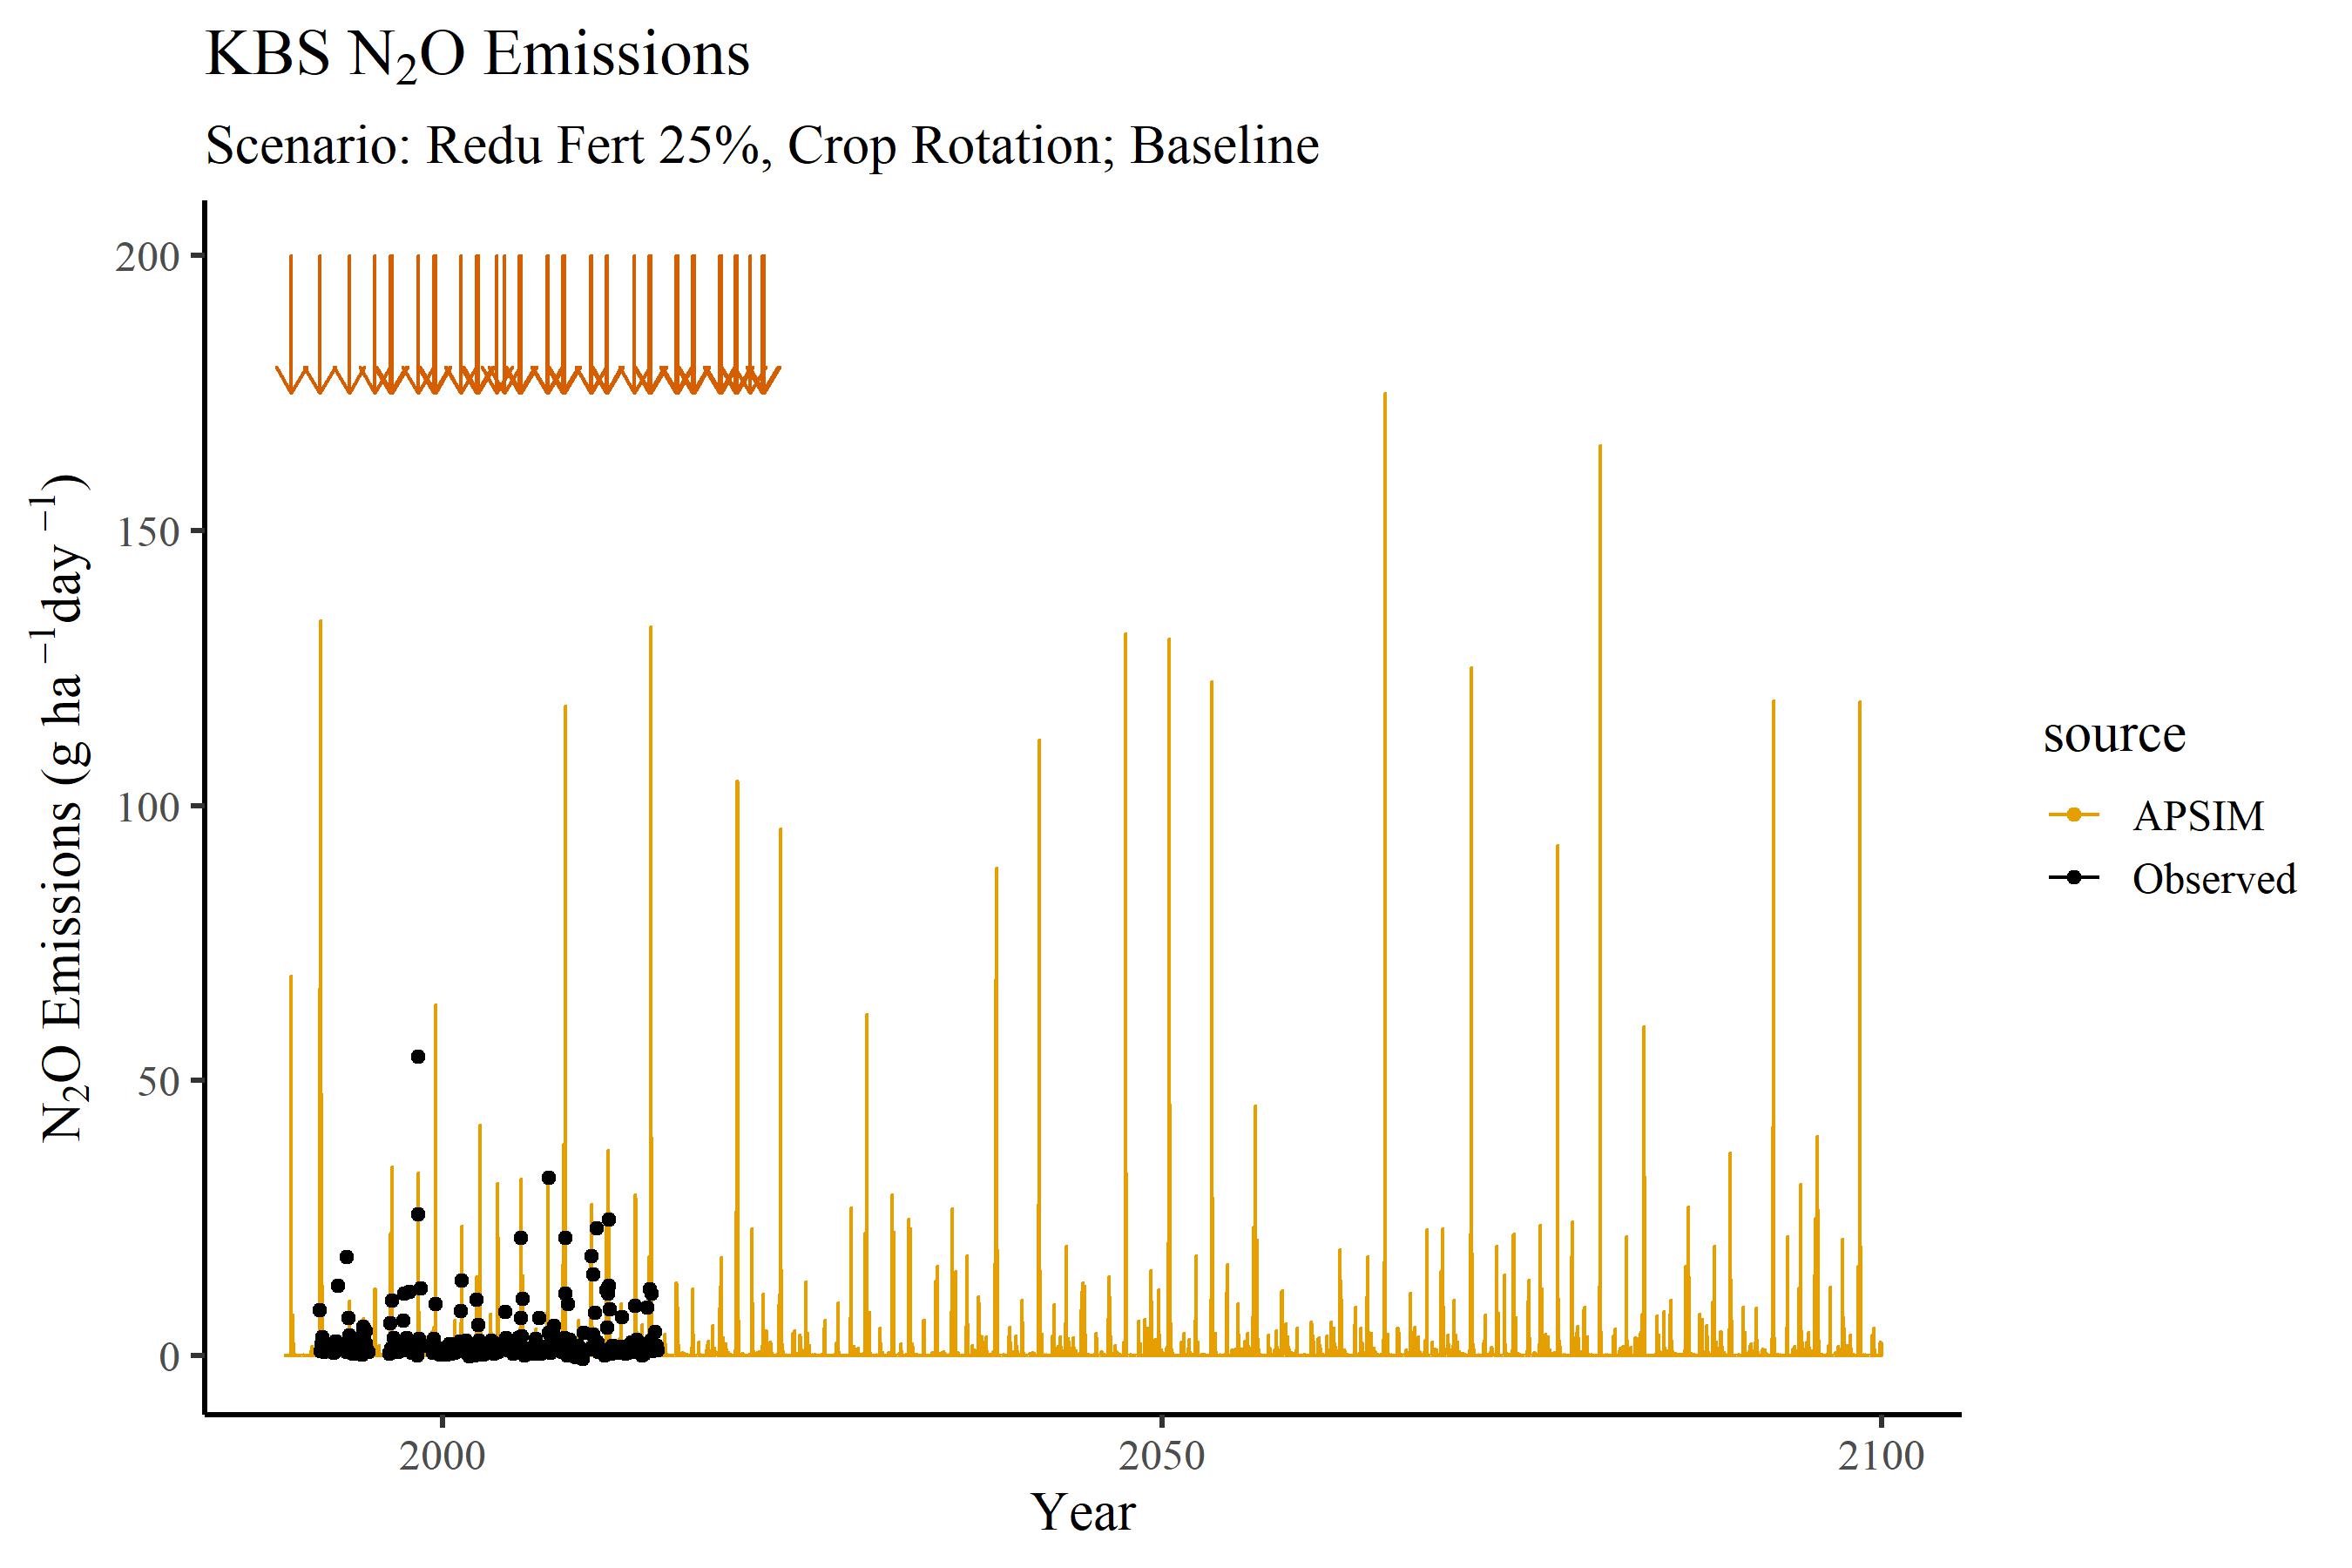 KBS N₂O Emissions
Scenario: Redu Fert 25%, Crop Rotation; Baseline
N₂O Emissions (g ha ⁻¹day ⁻¹)
200
150
100
50
0
2000
2050
2100
Year
source
APSIM
Observed